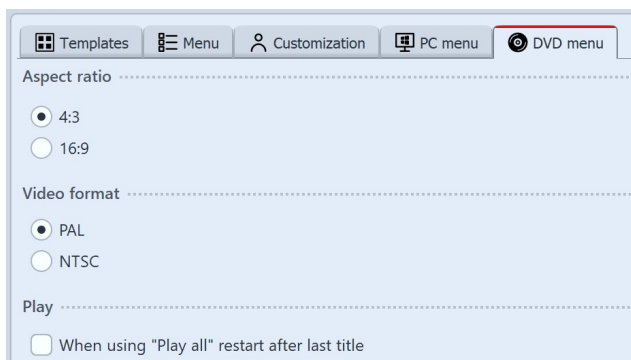 Templates Menu Customization PC menu DVD menu
Aspect ratio
4:3
16:9
Video format
PAL
NTSC
Play
When using "Play all" restart after last title